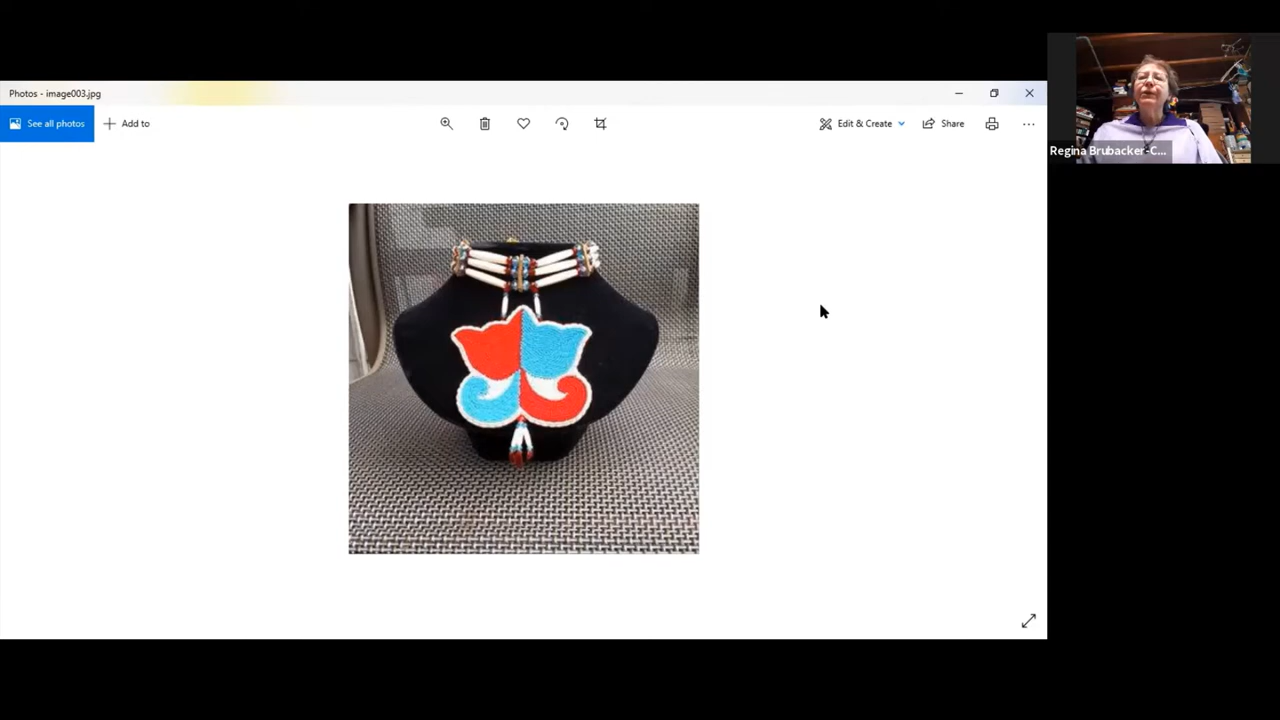 Photos - image003.jpg
See all photos
Add to
Edit & Create
Share
Regina Brubacker-C...